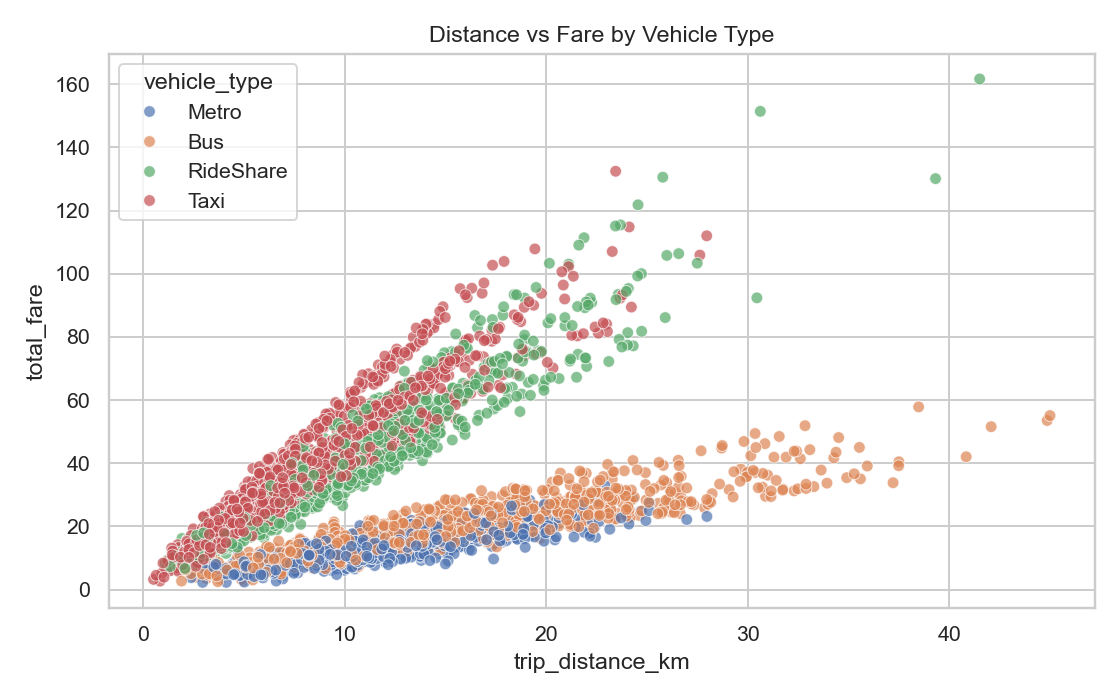 Distance vs Fare by Vehicle Type
vehicle_type
Metro
Bus
RideShare
Taxi
total_fare
160
140
120
100
80
60
40
20
0
0 10 20 30 40
trip_distance_km